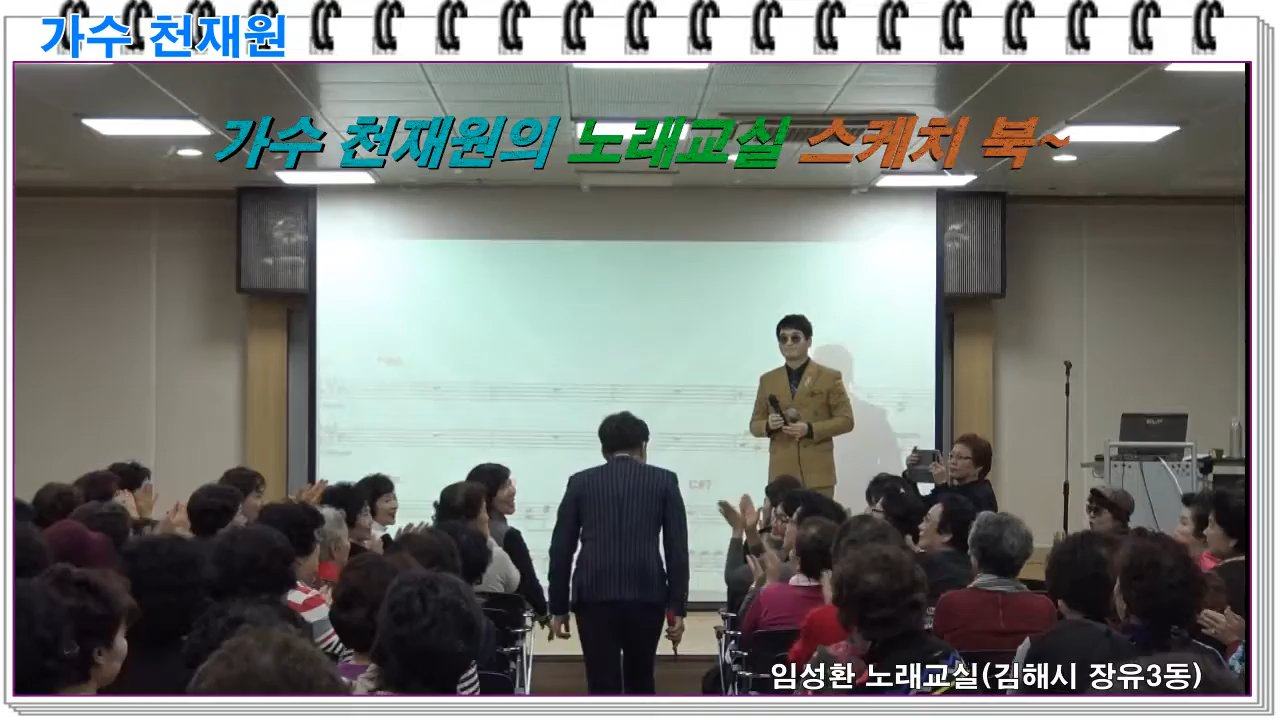 가수 천재원
가수 천재원의 노래교실 스케치 북~
C#7
임성환 노래교실(김해시 장유3동)